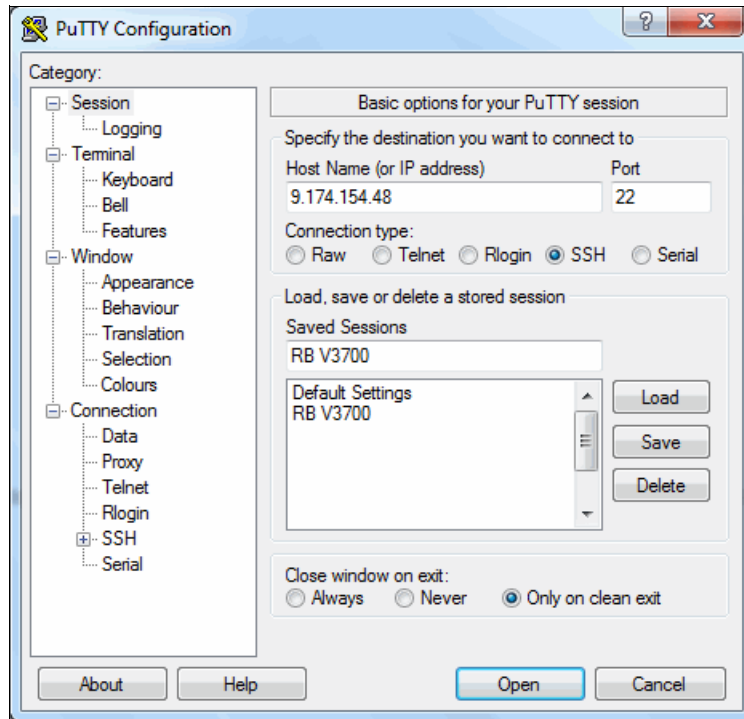 PuTTY Configuration
Category:
Session
Logging
Terminal
Keyboard
Bell
Features
Window
Appearance
Behaviour
Translation
Selection
Colours
Connection
Data
Proxy
Telnet
Rlogin
SSH
Serial
Basic options for your PuTTY session
Specify the destination you want to connect to
Host Name (or IP address) Port
9.174.154.48 22
Connection type:
Raw Telnet Rlogin SSH Serial
Load, save or delete a stored session
Saved Sessions
RB V3700
Default Settings
RB V3700
Load
Save
Delete
Close window on exit:
Always Never Only on clean exit
About Help Open Cancel